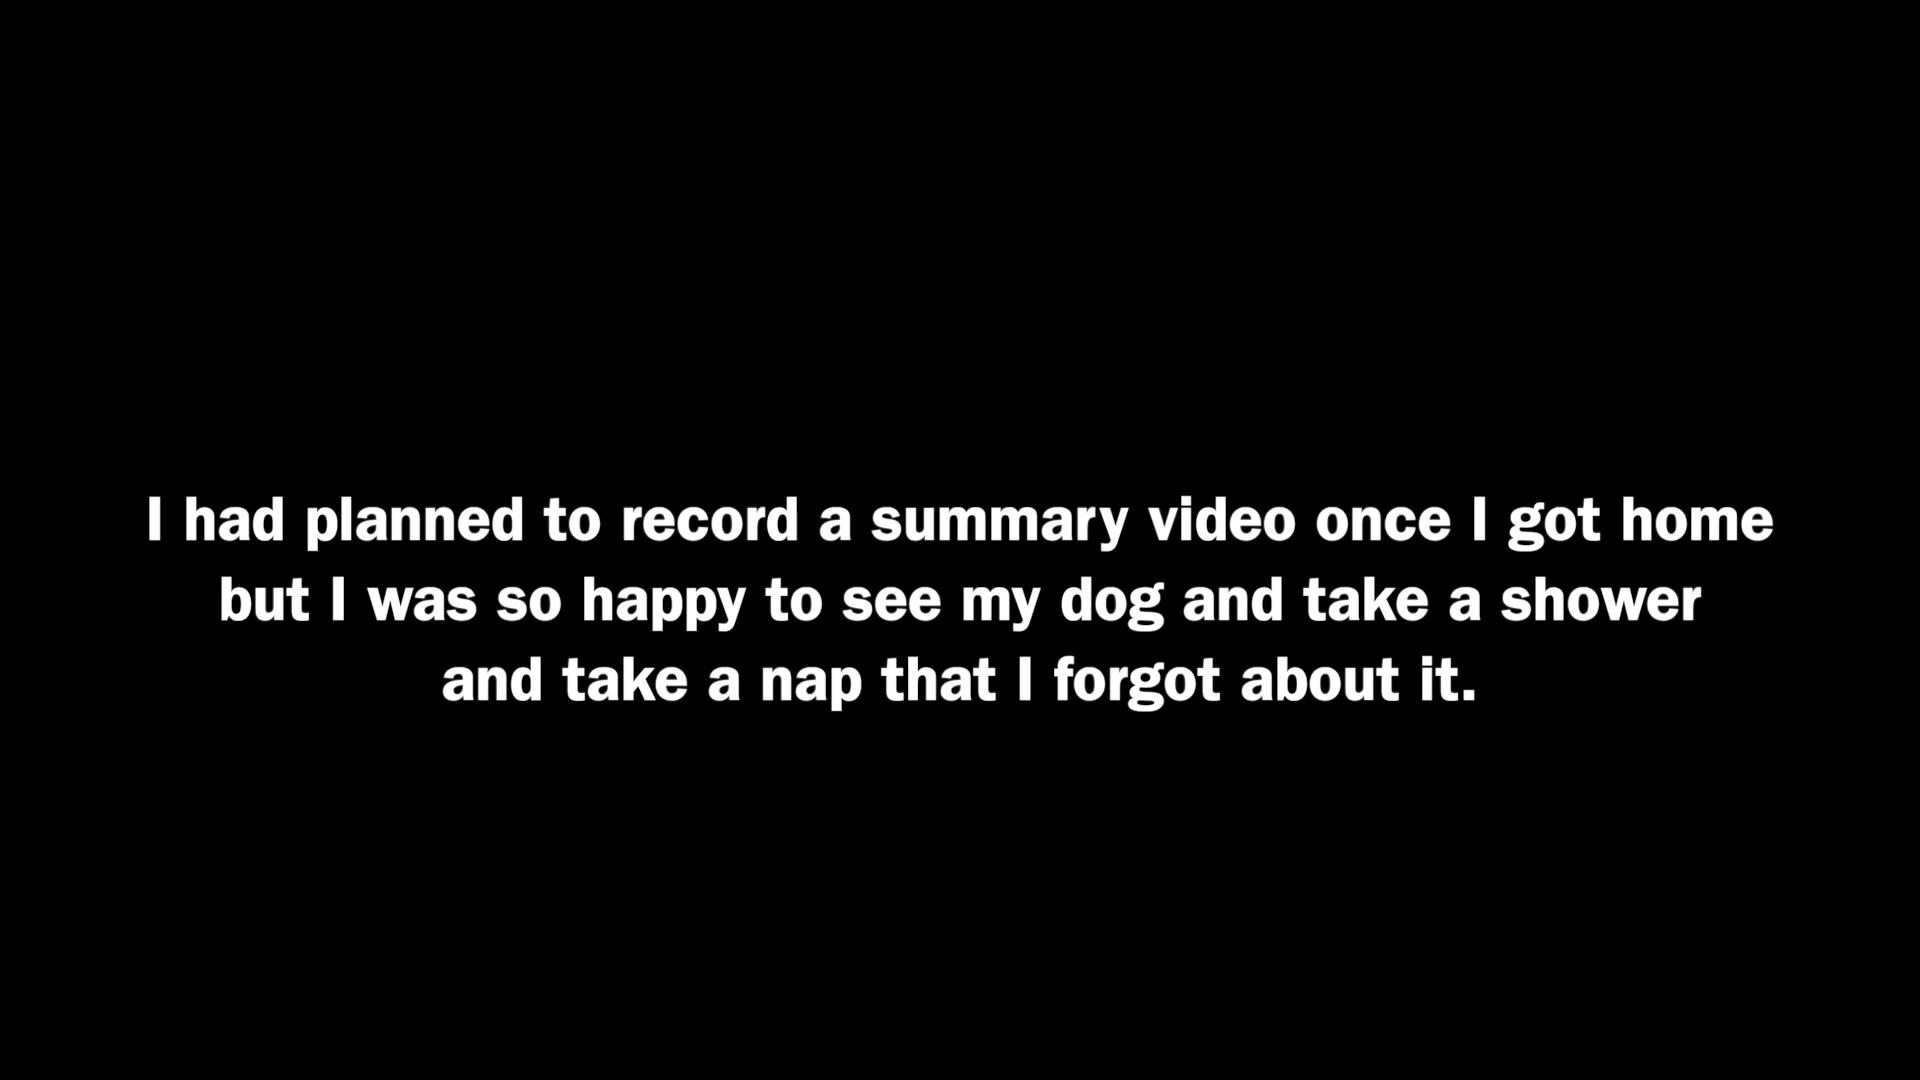 I had planned to record a summary video once I got home
but I was so happy to see my dog and take a shower
and take a nap that I forgot about it.